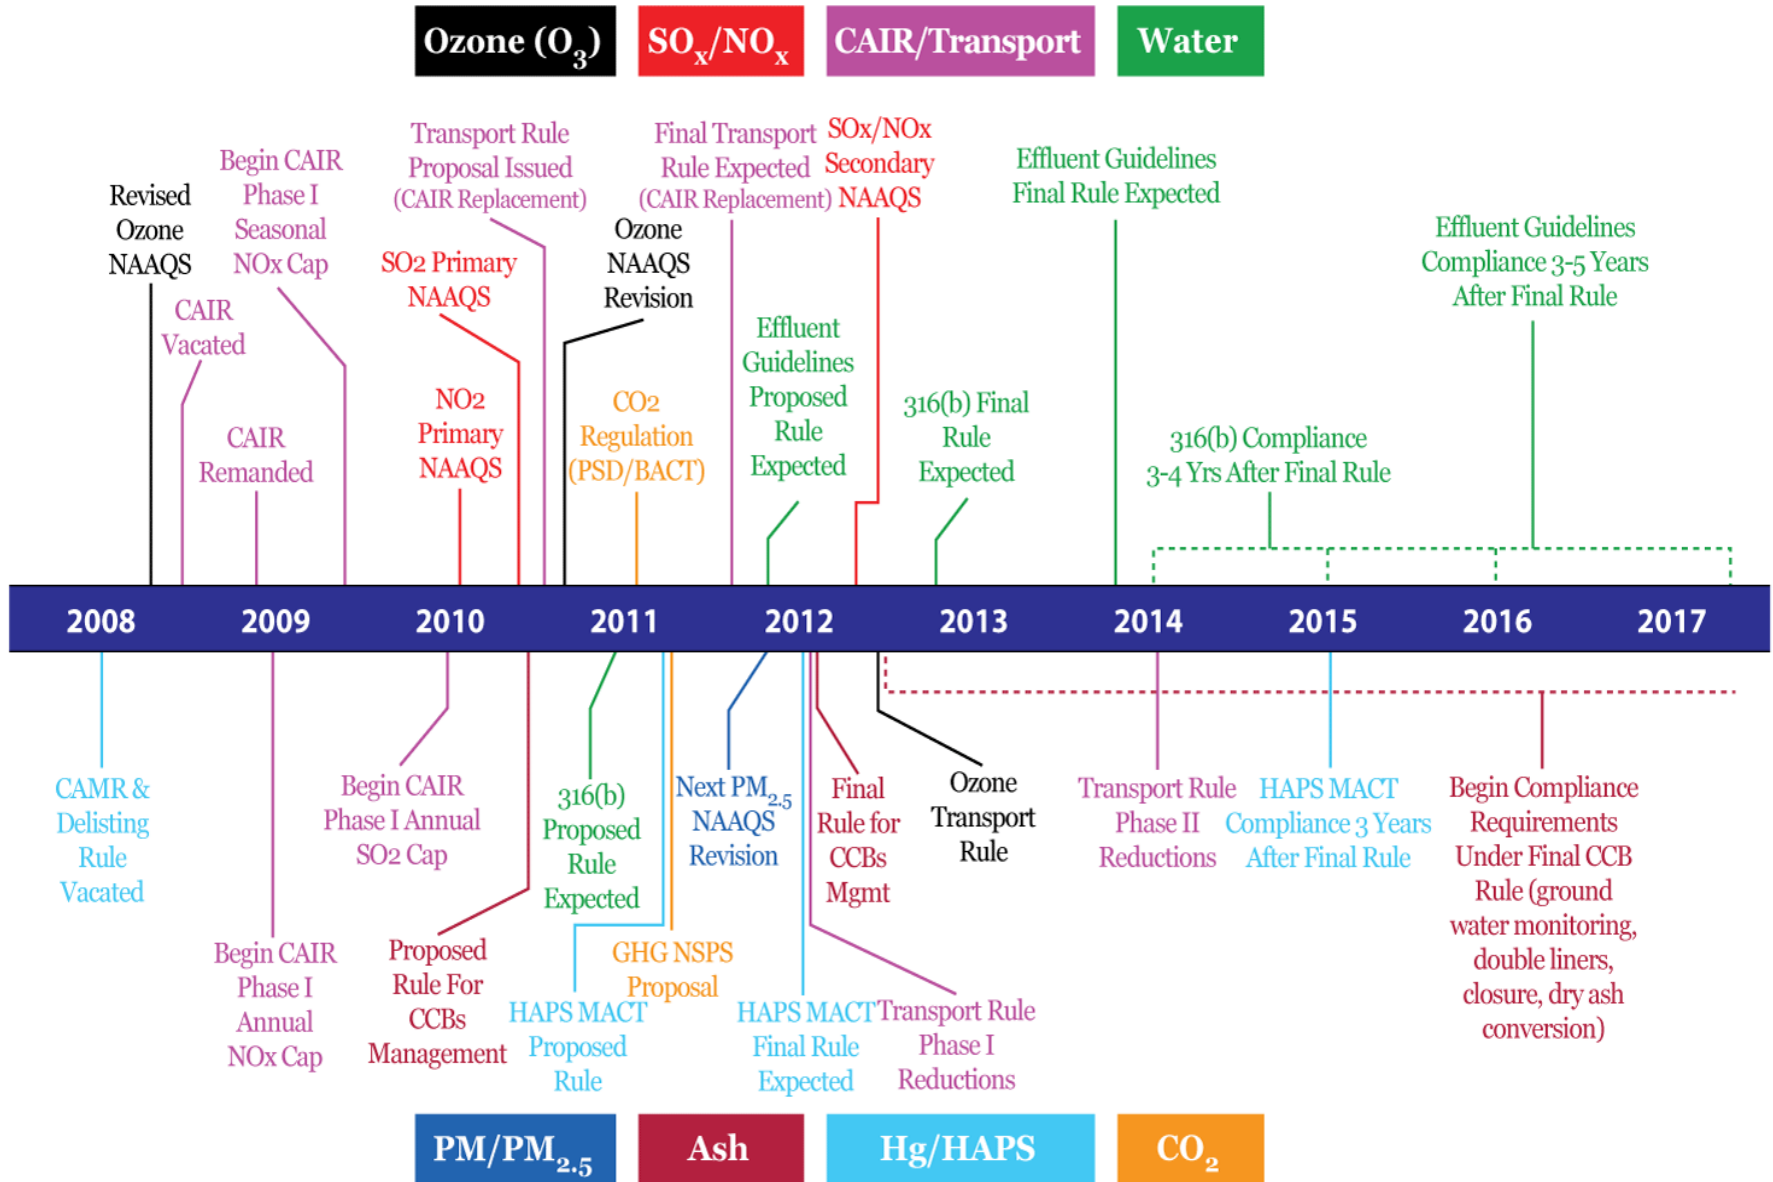 Ozone (O3)
SOx/NOx
CAIR/Transport
Water
Revised
Ozone
NAAQS
CAIR
Vacated
Begin CAIR
Phase I
Seasonal
NOx Cap
CAIR
Remanded
Transport Rule
Proposal Issued
(CAIR Replacement)
SO2 Primary
NAAQS
NO2
Primary
NAAQS
Ozone
NAAQS
Revision
CO2
Regulation
(PSD/BACT)
Final Transport
Rule Expected
(CAIR Replacement)
Effluent
Guidelines
Proposed
Rule
Expected
SOx/NOx
Secondary
NAAQS
316(b) Final
Rule
Expected
Effluent Guidelines
Final Rule Expected
316(b) Compliance
3-4 Yrs After Final Rule
Effluent Guidelines
Compliance 3-5 Years
After Final Rule
2008
2009
2010
2011
2012
2013
2014
2015
2016
2017
CAMR &
Delisting
Rule
Vacated
Begin CAIR
Phase I
Annual
NOx Cap
Begin CAIR
Phase I Annual
SO2 Cap
Proposed
Rule For
CCBs
Management
316(b)
Proposed
Rule
Expected
HAPS MACT
Proposed
Rule
GHG NSPS
Proposal
Next PM2.5
NAAQS
Revision
HAPS MACT
Final Rule
Expected
Final
Rule for
CCBs
Mgmt
Transport Rule
Phase I
Reductions
Ozone
Transport
Rule
Transport Rule
Phase II
Reductions
HAPS MACT
Compliance 3 Years
After Final Rule
Begin Compliance
Requirements
Under Final CCB
Rule (ground
water monitoring,
double liners,
closure, dry ash
conversion)
PM/PM2.5
Ash
Hg/HAPS
CO2